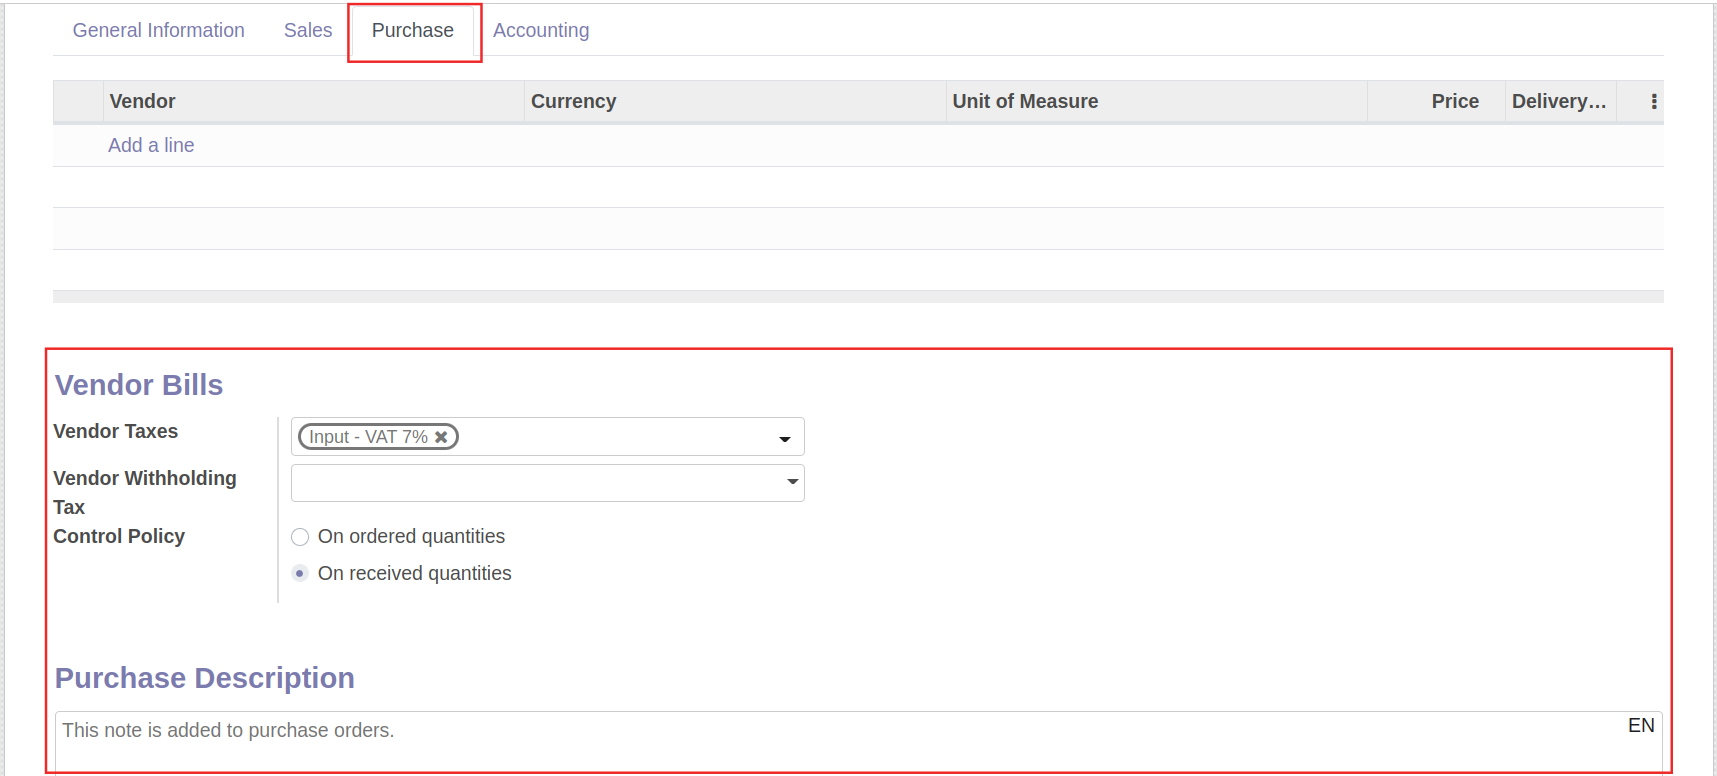 General Information Sales Purchase Accounting
Vendor Currency Unit of Measure Price Delivery...
Add a line
Vendor Bills
Vendor Taxes Input - VAT 7%
Vendor Withholding
Tax
Control Policy On ordered quantities
On received quantities
Purchase Description
This note is added to purchase orders. EN